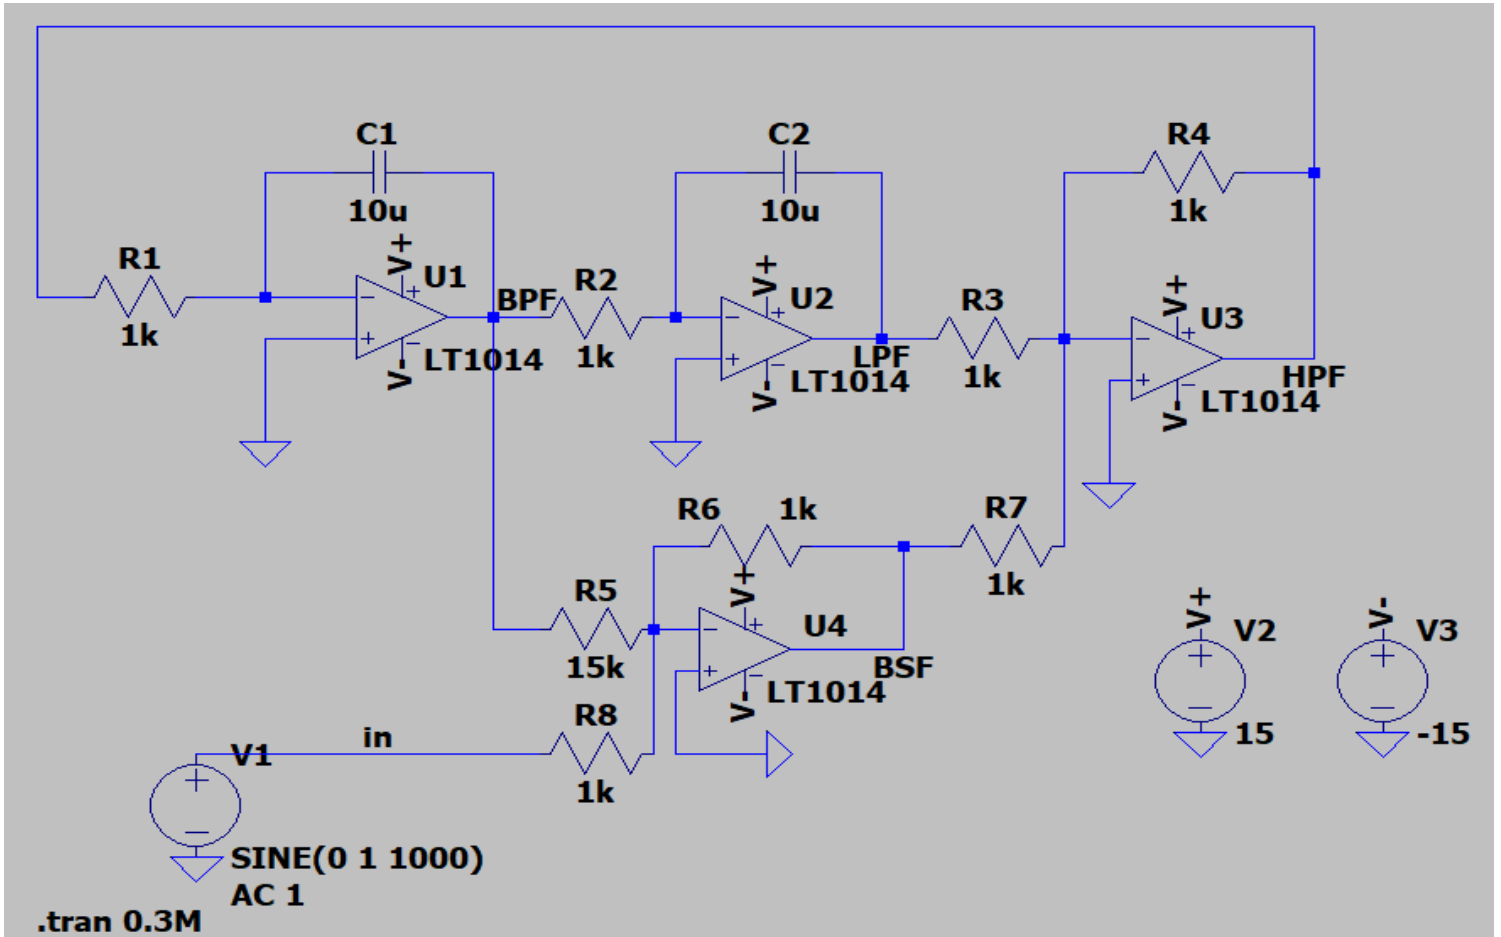 C1
10u
C2
10u
R4
1k
R1
1k
V+
U1
BPF
LT1014
V-
R2
1k
V+
U2
LPF
LT1014
V-
R3
1k
V+
U3
HPF
LT1014
V-
R6
1k
R7
1k
R5
15k
V+
U4
BSF
LT1014
V-
R8
1k
in
V1
SINE(0 1 1000)
AC 1
V+
V2
15
V-
V3
-15
.tran 0.3M